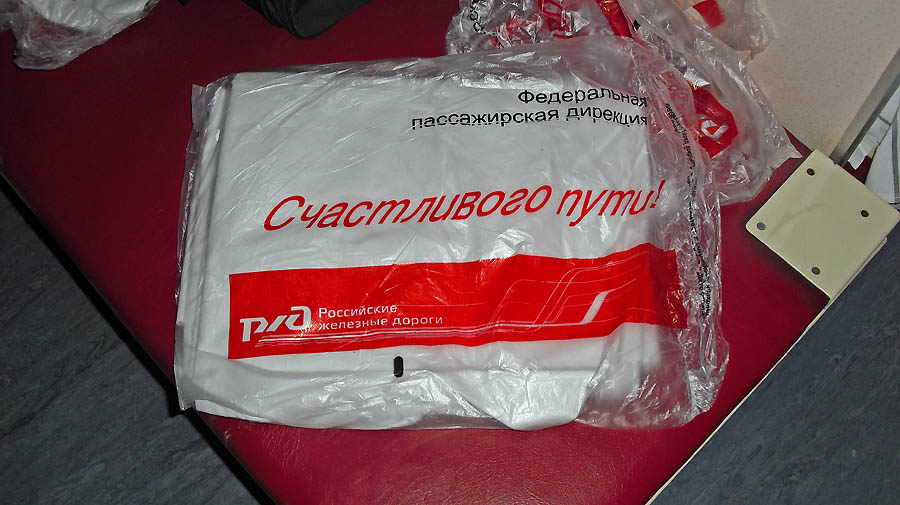 Федеральная
пассажирская дирекция
Счастливого пути!
ржд Российские
железные дороги